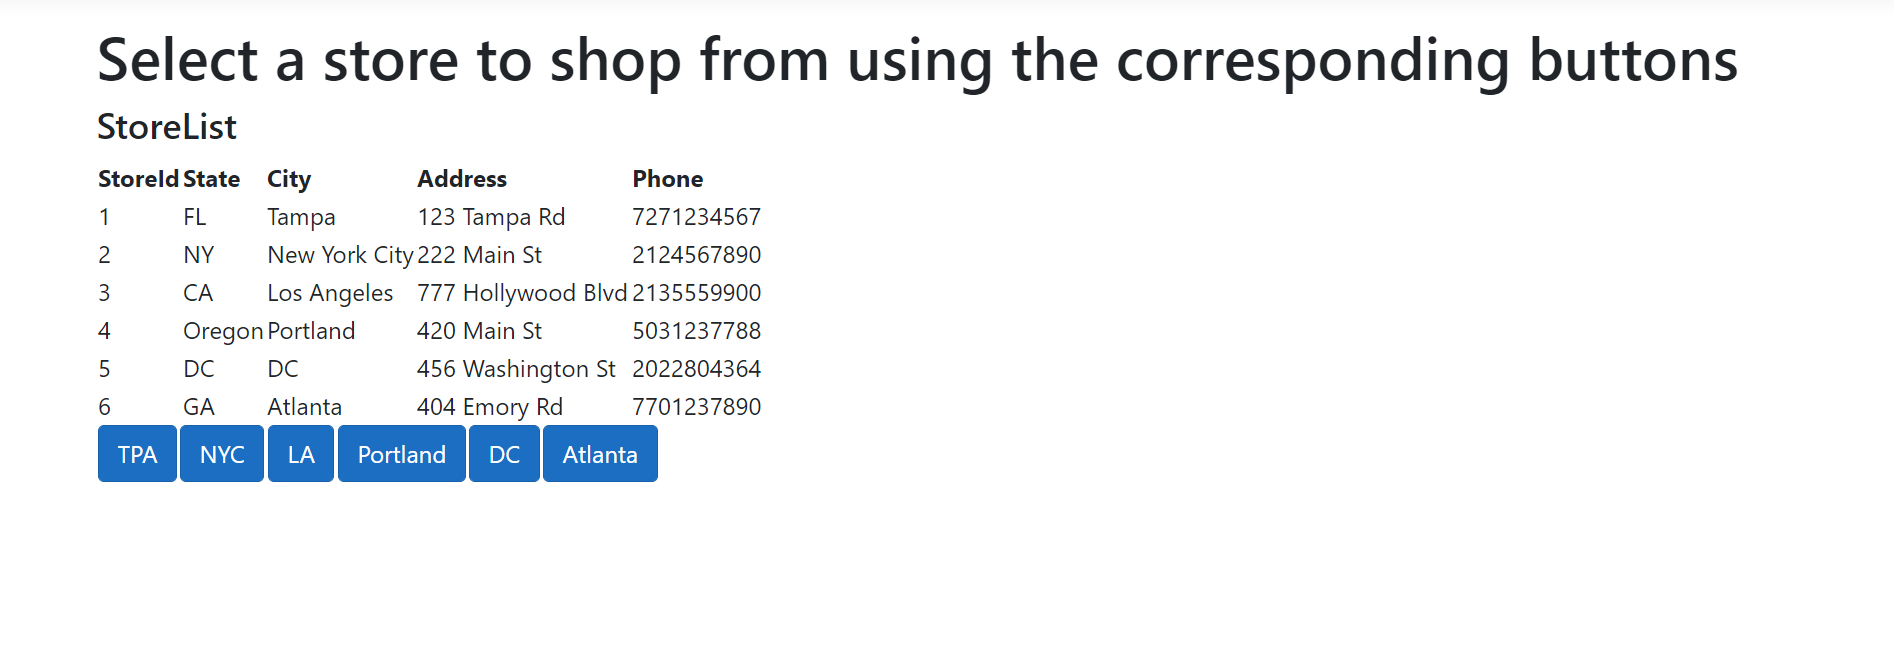 Select a store to shop from using the corresponding buttons
StoreList
StoreId State City Address Phone
1 FL Tampa 123 Tampa Rd 7271234567
2 NY New York City 222 Main St 2124567890
3 CA Los Angeles 777 Hollywood Blvd 2135559900
4 Oregon Portland 420 Main St 5031237788
5 DC DC 456 Washington St 2022804364
6 GA Atlanta 404 Emory Rd 7701237890
TPA NYC LA Portland DC Atlanta